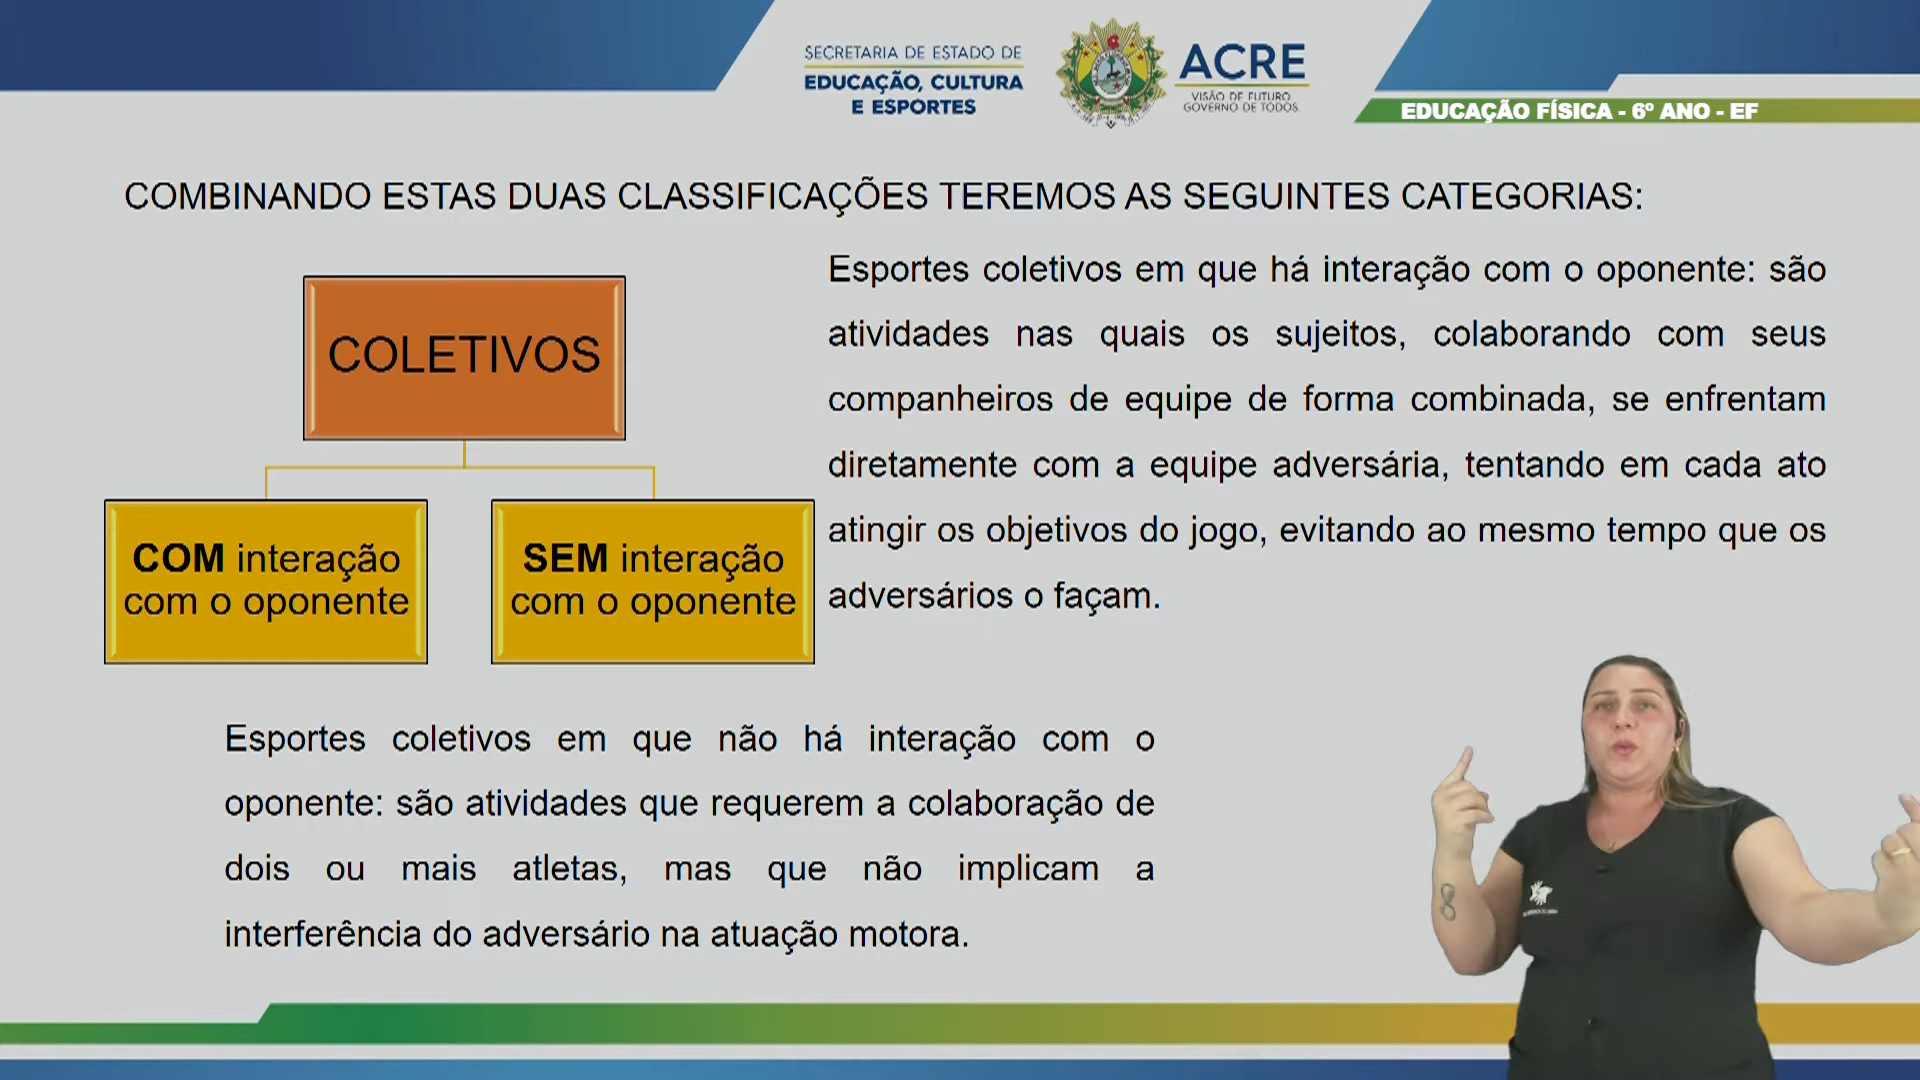 SECRETARIA DE ESTADO DE
EDUCAÇÃO, CULTURA
E ESPORTES
ACRE
VISÃO DE FUTURO
GOVERNO DE TODOS
EDUCAÇÃO FÍSICA - 6º ANO - EF
COMBINANDO ESTAS DUAS CLASSIFICAÇÕES TEREMOS AS SEGUINTES CATEGORIAS:
COLETIVOS
COM interação
com o oponente
SEM interação
com o oponente
Esportes coletivos em que há interação com o oponente: são
atividades nas quais os sujeitos, colaborando com seus
companheiros de equipe de forma combinada, se enfrentam
diretamente com a equipe adversária, tentando em cada ato
atingir os objetivos do jogo, evitando ao mesmo tempo que os
adversários o façam.
Esportes coletivos em que não há interação com o
oponente: são atividades que requerem a colaboração de
dois ou mais atletas, mas que não implicam a
interferência do adversário na atuação motora.